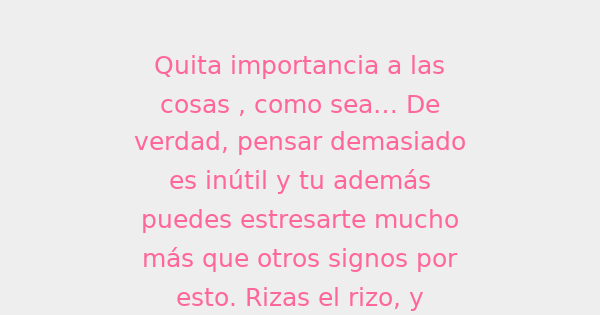 Quita importancia a las
cosas , como sea... De
verdad, pensar demasiado
es inútil y tu además
puedes estresarte mucho
más que otros signos por
esto. Rizas el rizo, y